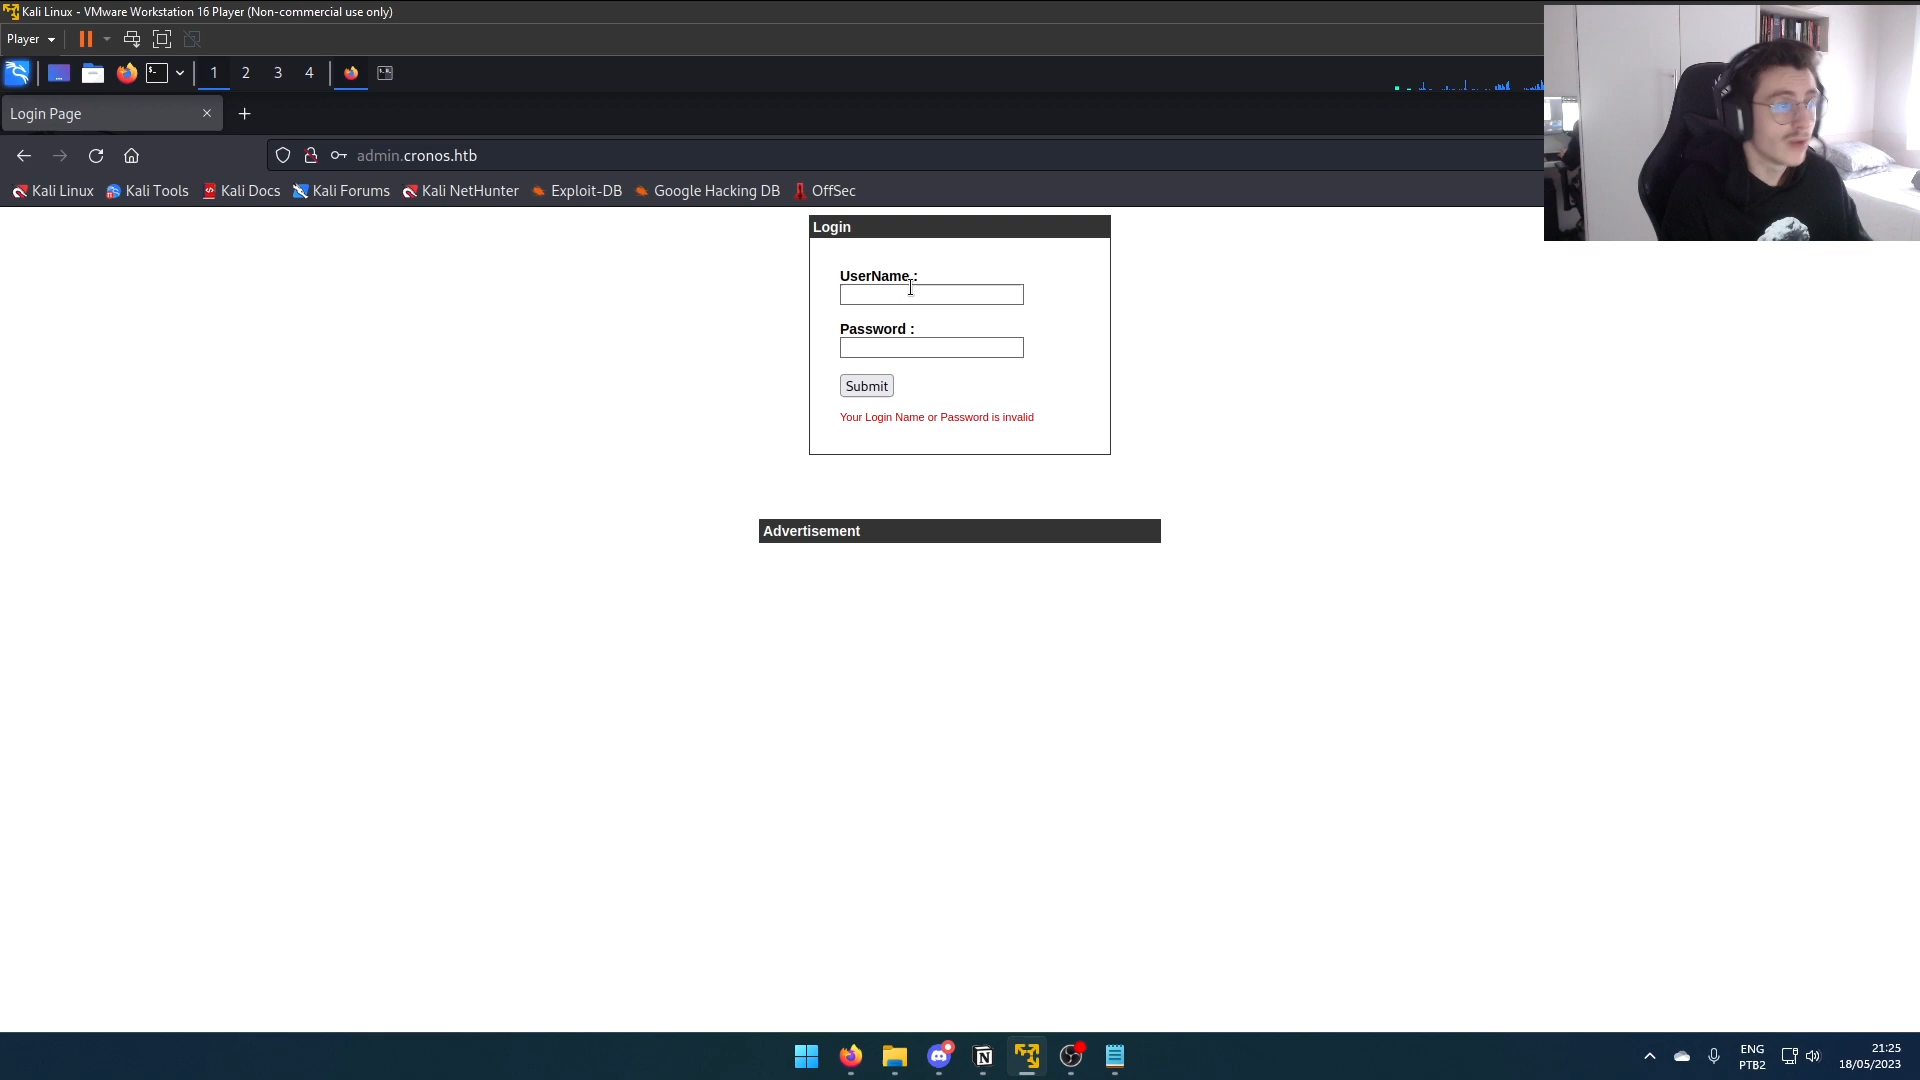 Kali Linux - VMware Workstation 16 Player (Non-commercial use only)
Player
1 2 3 4
Login Page
admin.cronos.htb
Kali Linux Kali Tools Kali Docs Kali Forums Kali NetHunter Exploit-DB Google Hacking DB OffSec
Login
UserName :
Password :
Submit
Your Login Name or Password is invalid
Advertisement
ENG
PTB2
21:25
18/05/2023